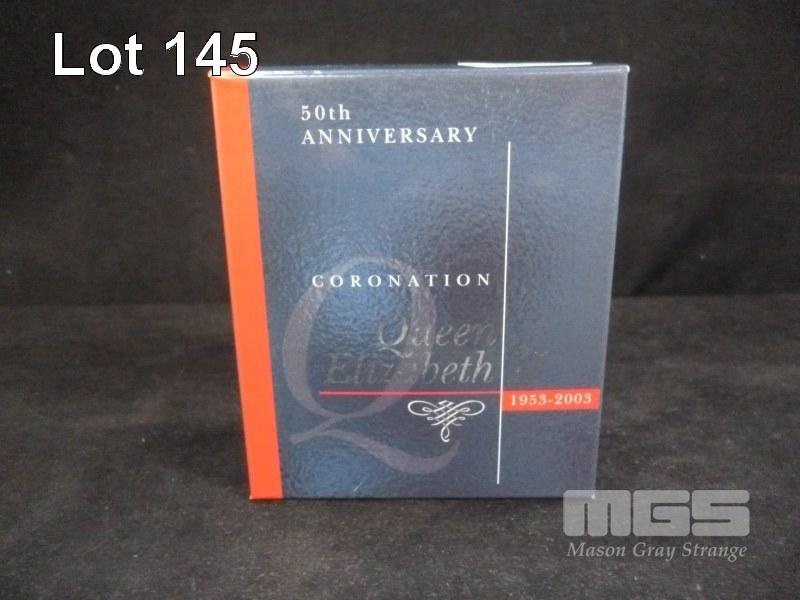 Lot 145
50th
ANNIVERSARY
CORONATION
Queen
Elizabeth II
1953-2003
MGS
Mason Gray Strange